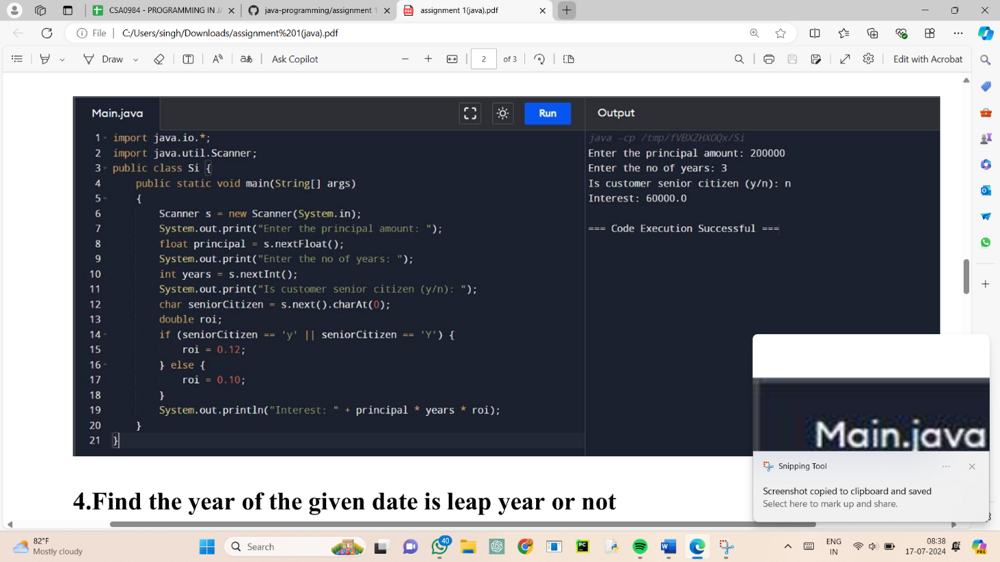 CSA0984 - PROGRAMMING IN JA
java-programming/assignment 1
assignment 1(java).pdf
File
C:/Users/singh/Downloads/assignment%201(java).pdf
Draw
Ask Copilot
2 of 3
Edit with Acrobat
Main.java
Run
Output
1 import java.io.*;
2 import java.util.Scanner;
3 public class Si {
4 public static void main(String[] args)
5 {
6 Scanner s = new Scanner(System.in);
7 System.out.print("Enter the principal amount: ");
8 float principal = s.nextFloat();
9 System.out.print("Enter the no of years: ");
10 int years = s.nextInt();
11 System.out.print("Is customer senior citizen (y/n): ");
12 char seniorCitizen = s.next().charAt(0);
13 double roi;
14 if (seniorCitizen == 'y' || seniorCitizen == 'Y') {
15 roi = 0.12;
16 } else {
17 roi = 0.10;
18 }
19 System.out.println("Interest: " + principal * years * roi);
20 }
21 }
java -cp /tmp/fVBXZHXOQx/Si
Enter the principal amount: 200000
Enter the no of years: 3
Is customer senior citizen (y/n): n
Interest: 60000.0
=== Code Execution Successful ===
4.Find the year of the given date is leap year or not
Main.java
Snipping Tool
Screenshot copied to clipboard and saved
Select here to mark up and share.
82°F
Mostly cloudy
Search
40
PC
ENG
IN
08:38
17-07-2024
PRE